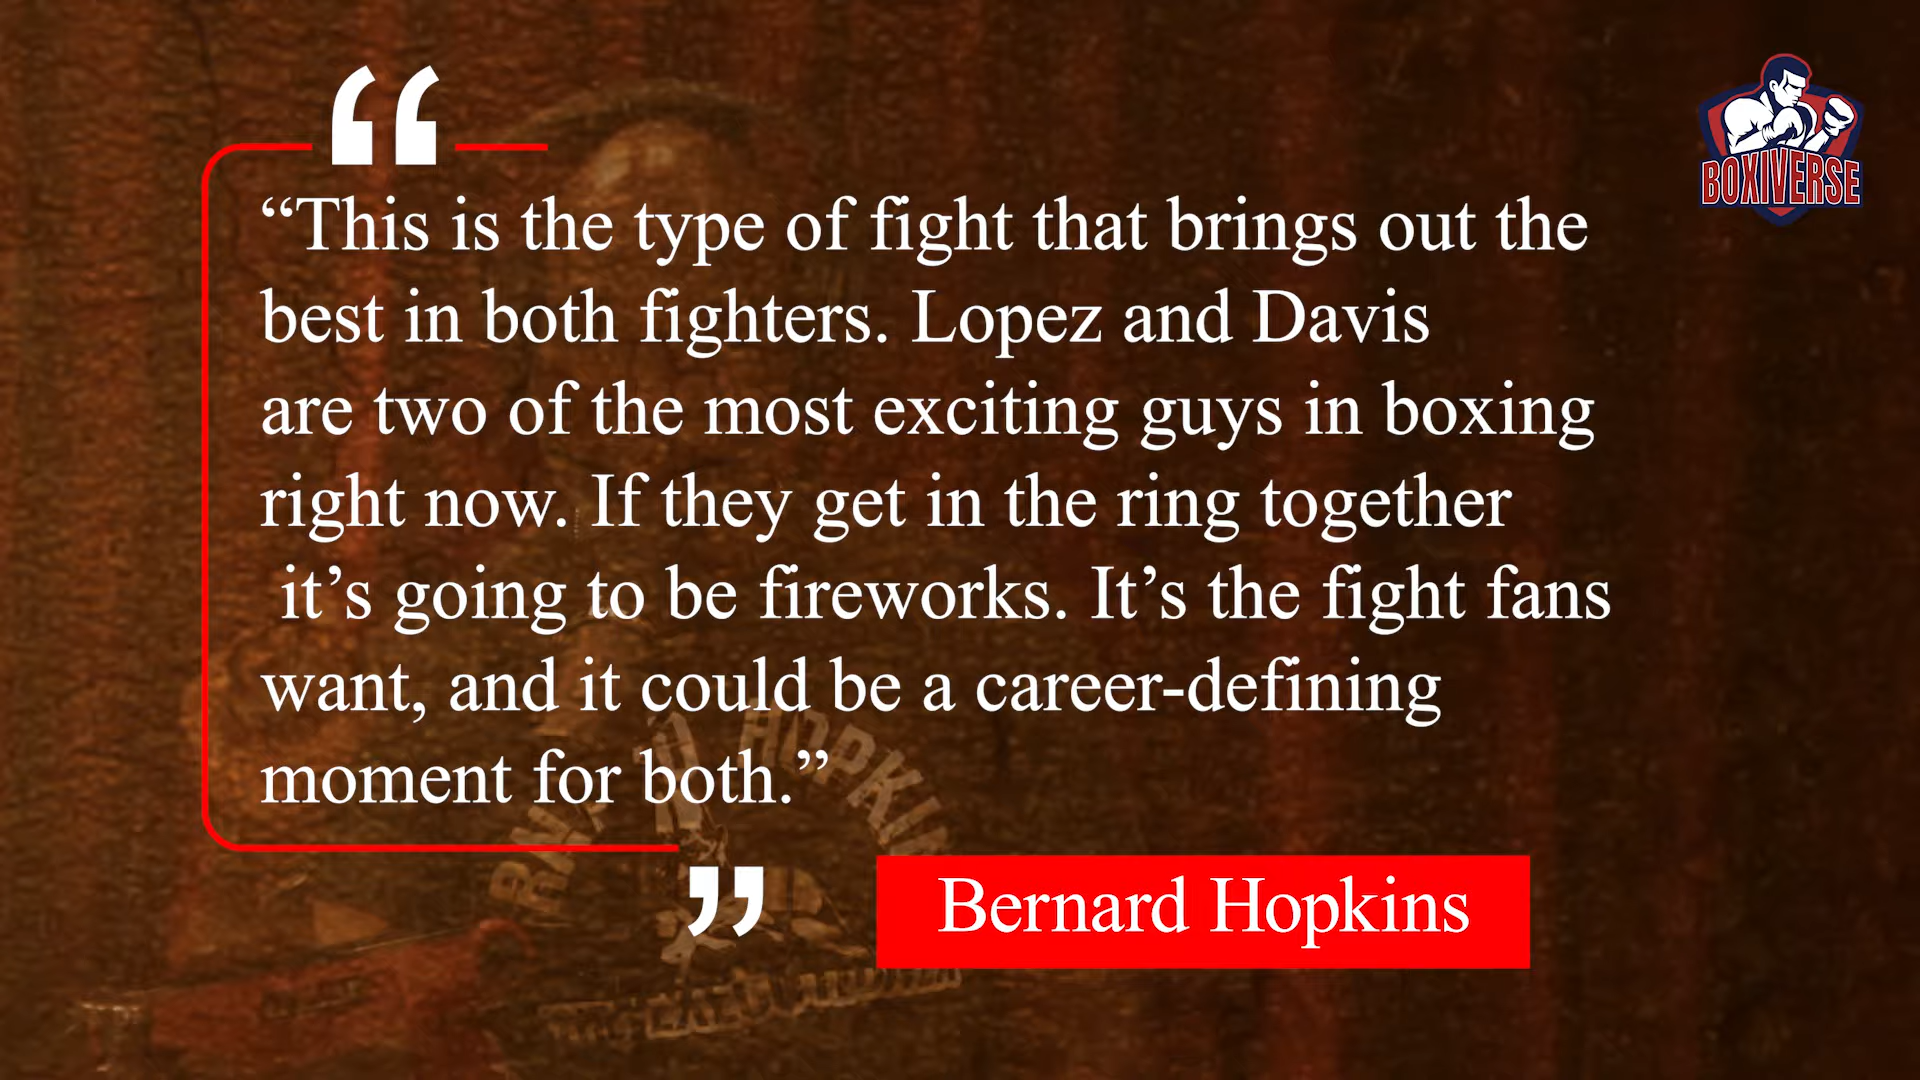 “
BOXIVERSE
“This is the type of fight that brings out the
best in both fighters. Lopez and Davis
are two of the most exciting guys in boxing
right now. If they get in the ring together
it’s going to be fireworks. It’s the fight fans
want, and it could be a career-defining
moment for both.”
HOPKIN
”
Bernard Hopkins